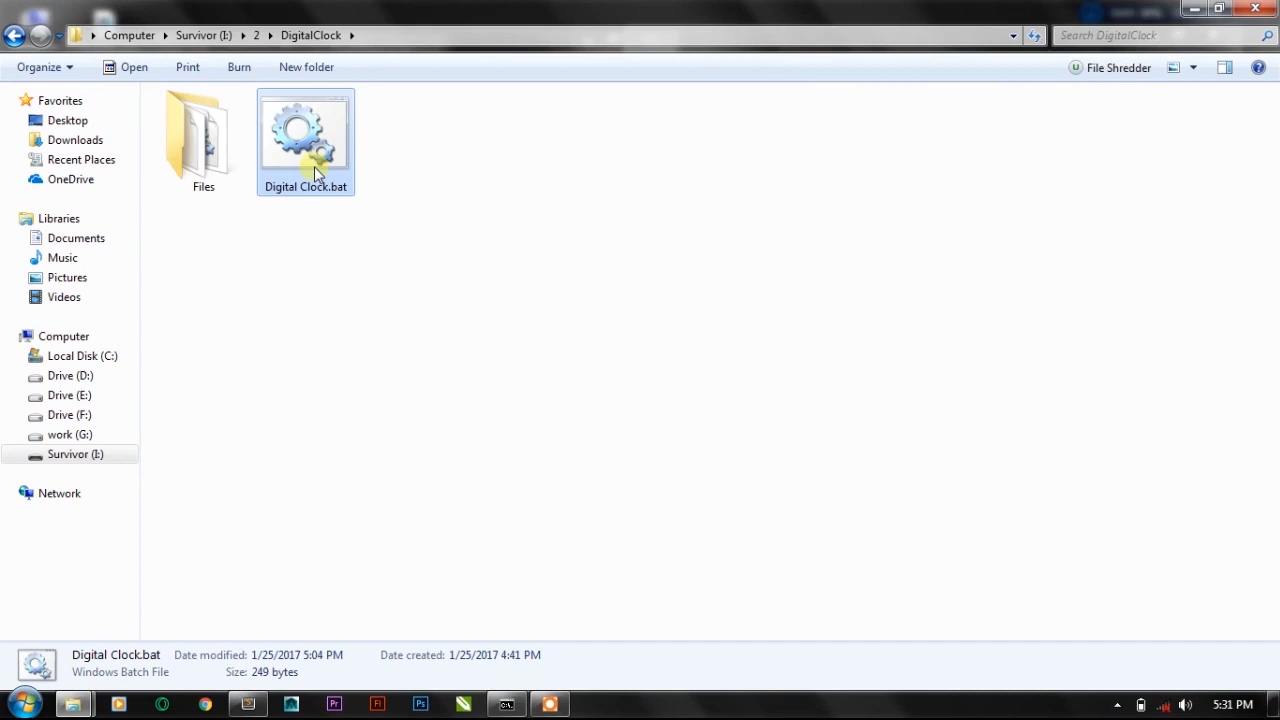 Computer Survivor (I:) 2 DigitalClock
Search DigitalClock
Organize Open Print Burn New folder
File Shredder
Favorites
Desktop
Downloads
Recent Places
OneDrive
Libraries
Documents
Music
Pictures
Videos
Computer
Local Disk (C:)
Drive (D:)
Drive (E:)
Drive (F:)
work (G:)
Survivor (I:)
Network
Files
Digital Clock.bat
Digital Clock.bat Date modified: 1/25/2017 5:04 PM Date created: 1/25/2017 4:41 PM
Windows Batch File Size: 249 bytes
Pr Fl Ps
5:31 PM